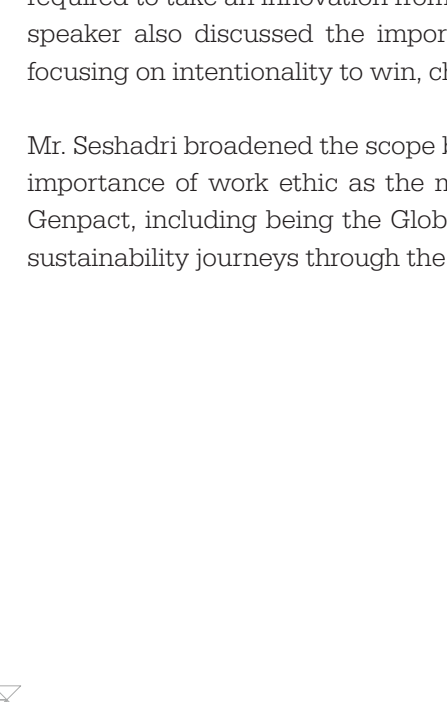 required to take an innovation from
speaker also discussed the impor
focusing on intentionality to win, ch
Mr. Seshadri broadened the scope b
importance of work ethic as the m
Genpact, including being the Glob
sustainability journeys through the